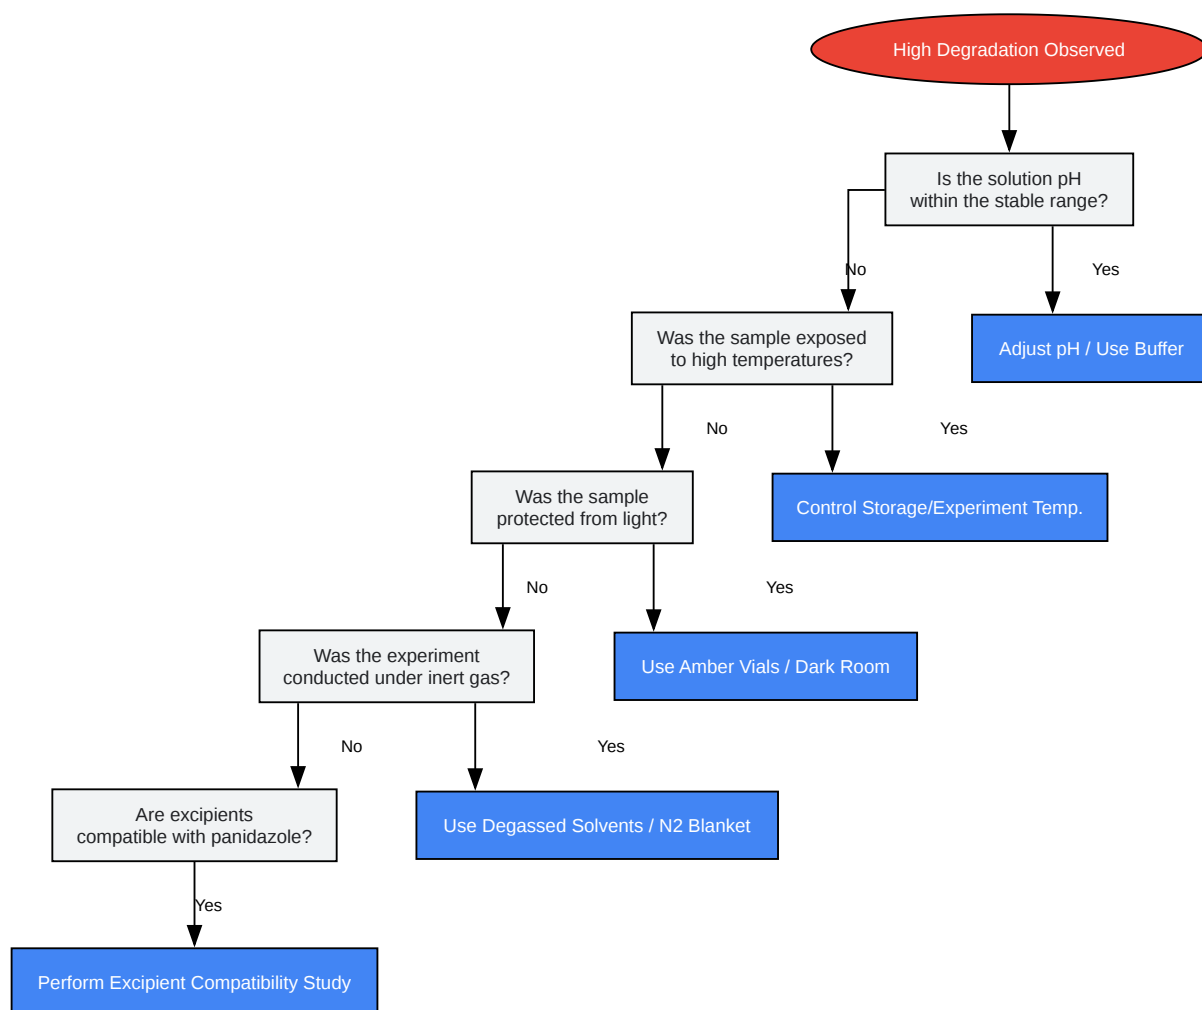 High Degradation Observed
Is the solution pH
within the stable range?
No
Yes
Was the sample exposed
to high temperatures?
Adjust pH / Use Buffer
No
Yes
Was the sample
protected from light?
Control Storage/Experiment Temp.
No
Yes
Was the experiment
conducted under inert gas?
Use Amber Vials / Dark Room
No
Yes
Are excipients
compatible with panidazole?
Use Degassed Solvents / N2 Blanket
Yes
Perform Excipient Compatibility Study